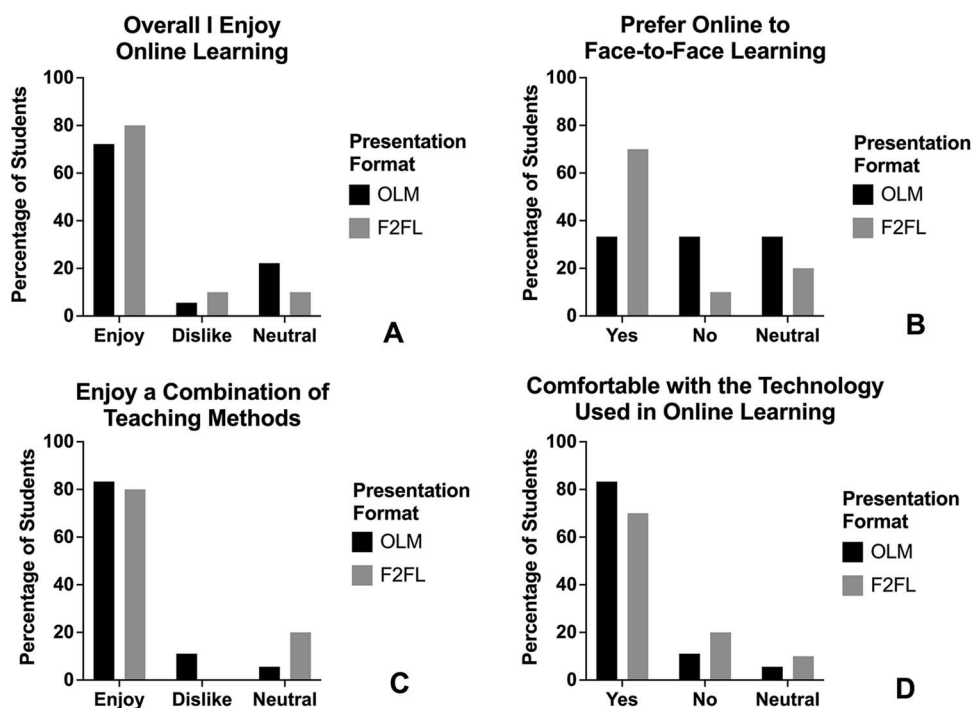 Overall I Enjoy
Online Learning
Percentage of Students
100
80
60
40
20
0
Enjoy Dislike Neutral
Presentation
Format
OLM
F2FL
A
Prefer Online to
Face-to-Face Learning
Percentage of Students
100
80
60
40
20
0
Yes No Neutral
Presentation
Format
OLM
F2FL
B
Enjoy a Combination of
Teaching Methods
Percentage of Students
100
80
60
40
20
0
Enjoy Dislike Neutral
Presentation
Format
OLM
F2FL
C
Comfortable with the Technology
Used in Online Learning
Percentage of Students
100
80
60
40
20
0
Yes No Neutral
Presentation
Format
OLM
F2FL
D